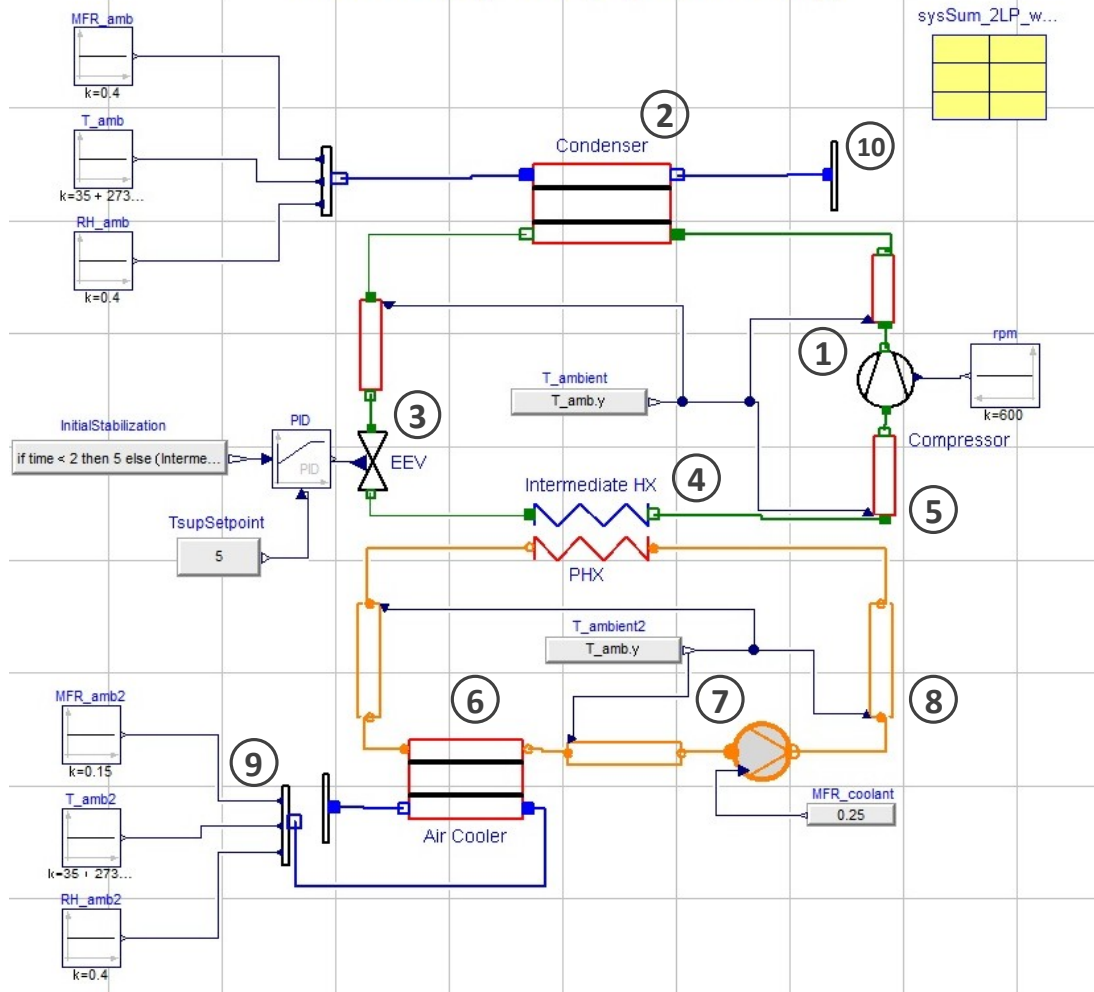 MFR_amb
k=0.4
T_amb
k=35 + 273...
RH_amb
k=0.4
sysSum_2LP_w...
2
Condenser
10
1
rpm
k=600
Compressor
T_ambient
T_amb.y
3
InitialStabilization
if time < 2 then 5 else (Interme...
PID
PID
EEV
TsupSetpoint
5
Intermediate HX
4
5
PHX
T_ambient2
T_amb.y
6
7
8
MFR_amb2
k=0.15
9
T_amb2
k=35 + 273...
RH_amb2
k=0.4
Air Cooler
MFR_coolant
0.25